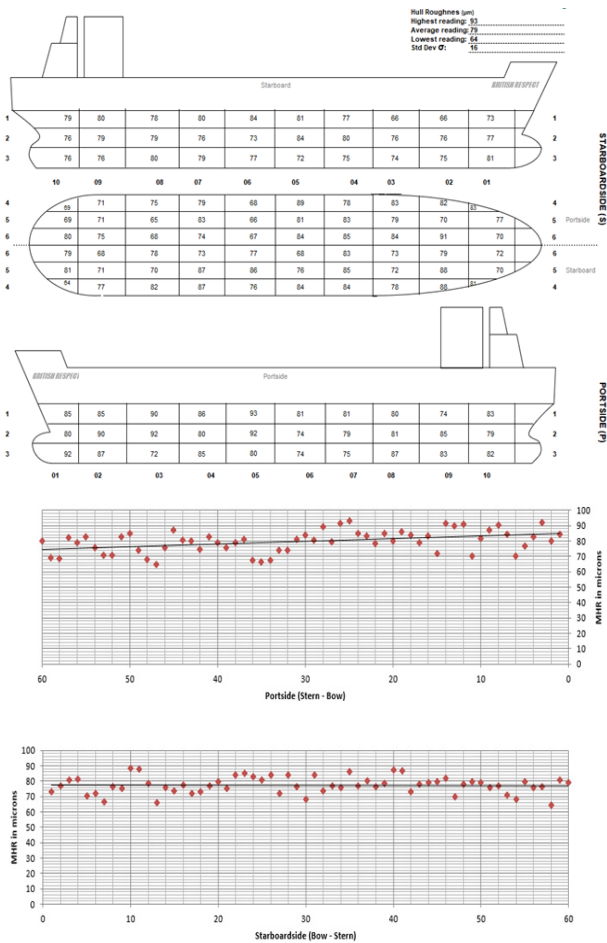 Hull Roughnes (µm)
Highest reading: 93
Average reading: 79
Lowest reading: 64
Std Dev σ: 16
Starboard
BRITISH RESPECT
1 79 80 78 80 84 81 77 66 66 73 1
2 76 79 79 76 73 84 80 76 76 77 2
3 76 76 80 79 77 72 75 74 75 81 3
10 09 08 07 06 05 04 03 02 01
STARBOARDSIDE (S)
4 69 71 75 79 68 89 78 83 82 83 4
5 69 71 65 83 66 81 83 79 70 77 5 Portside
6 80 75 68 74 67 84 85 84 91 70 6
6 79 68 78 73 77 68 83 73 79 72 6
5 81 71 70 87 86 76 85 72 88 70 5 Starboard
4 64 77 82 87 76 84 84 78 88 81 4
BRITISH RESPECT
Portside
1 85 85 90 86 93 81 81 80 74 83 1
2 80 90 92 80 92 74 79 81 85 79 2
3 92 87 72 85 80 74 75 87 83 82 3
01 02 03 04 05 06 07 08 09 10
PORTSIDE (P)
100
90
80
70
60
50
40
30
20
10
0
MHR in microns
60 50 40 30 20 10 0
Portside (Stern - Bow)
100
90
80
70
60
50
40
30
20
10
0
MHR in microns
0 10 20 30 40 50 60
Starboardside (Bow - Stern)